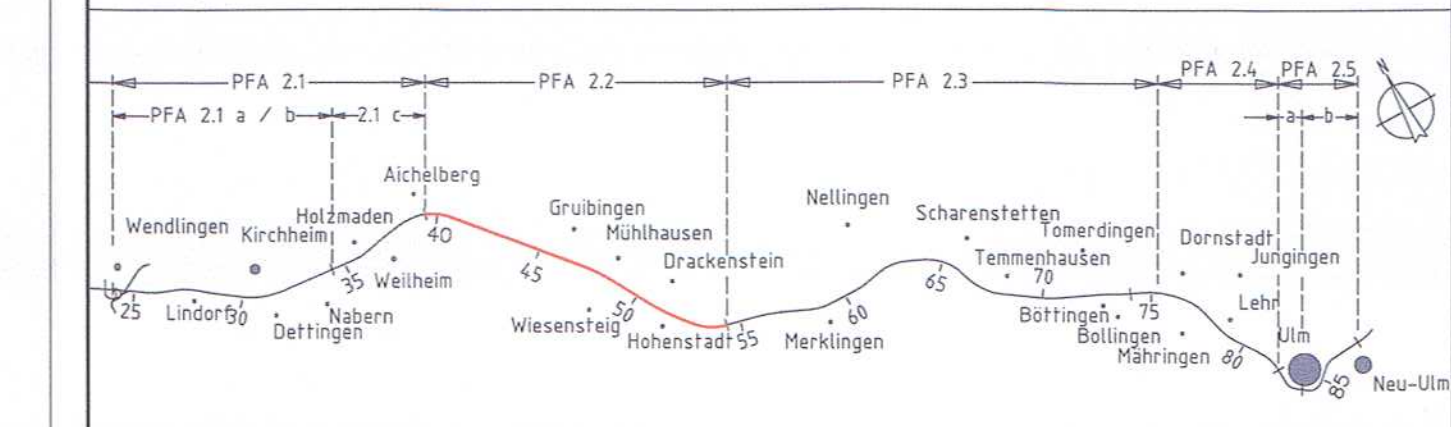 PFA 2.1
PFA 2.2
PFA 2.3
PFA 2.4
PFA 2.5
N
PFA 2.1 a / b
2.1 c
a
b
Aichelberg
Wendlingen
Kirchheim
Holzmaden
Weilheim
Lindorf
Dettingen
Nabern
Gruibingen
Mühlhausen
Drackenstein
Wiesensteig
Hohenstadt
Nellingen
Merklingen
Scharenstetten
Temmenhausen
Tomerdingen
Böttingen
Bollingen
Mähringen
Dornstadt
Jungingen
Lehr
Ulm
Neu-Ulm
25
30
35
40
45
50
55
60
65
70
75
80
85